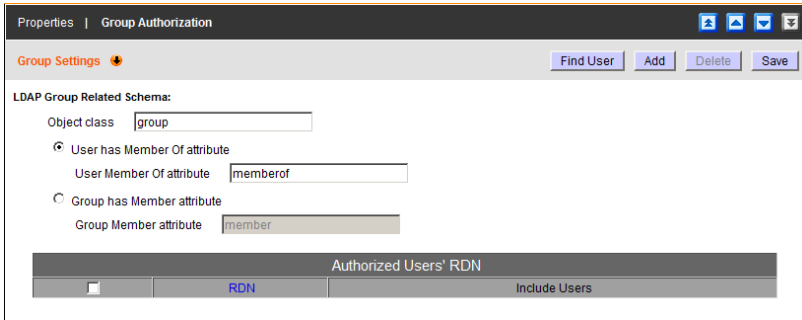 Properties | Group Authorization
Group Settings Find User Add Delete Save
LDAP Group Related Schema:
Object class group
User has Member Of attribute
User Member Of attribute memberof
Group has Member attribute
Group Member attribute member
Authorized Users' RDN
RDN Include Users